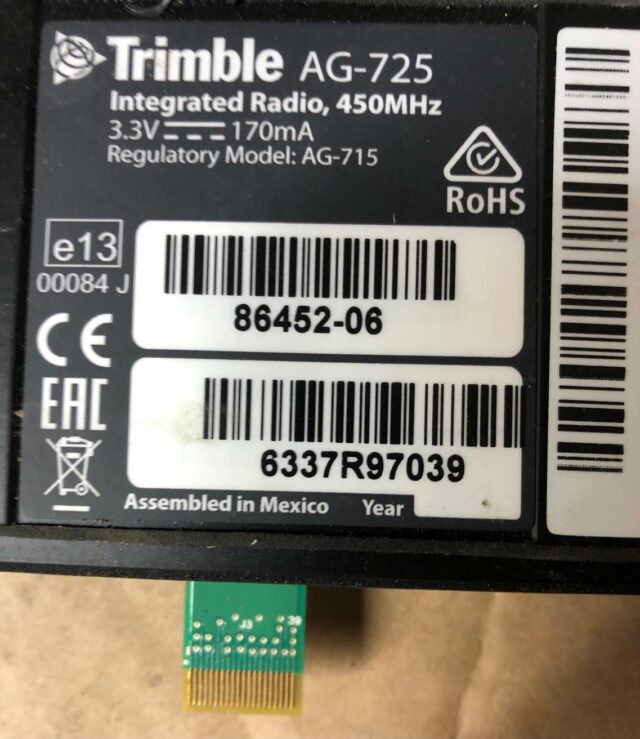 Trimble AG-725
Integrated Radio, 450MHz
3.3V 170mA
Regulatory Model: AG-715
RoHS
e13
00084 J
86452-06
CE
EAC
6337R97039
Assembled in Mexico Year
J3 39